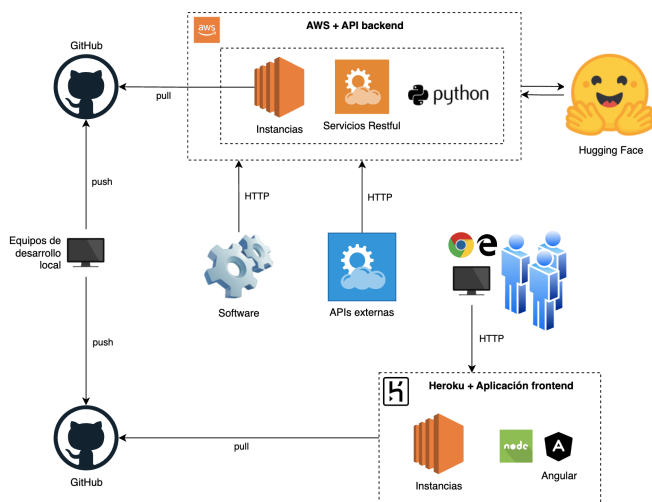 AWS + API backend
aws
GitHub
pull
Instancias
Servicios Restful
python
Hugging Face
push
HTTP
HTTP
Equipos de
desarrollo
local
Software
APIs externas
HTTP
push
Heroku + Aplicación frontend
pull
GitHub
Instancias
node
A
Angular